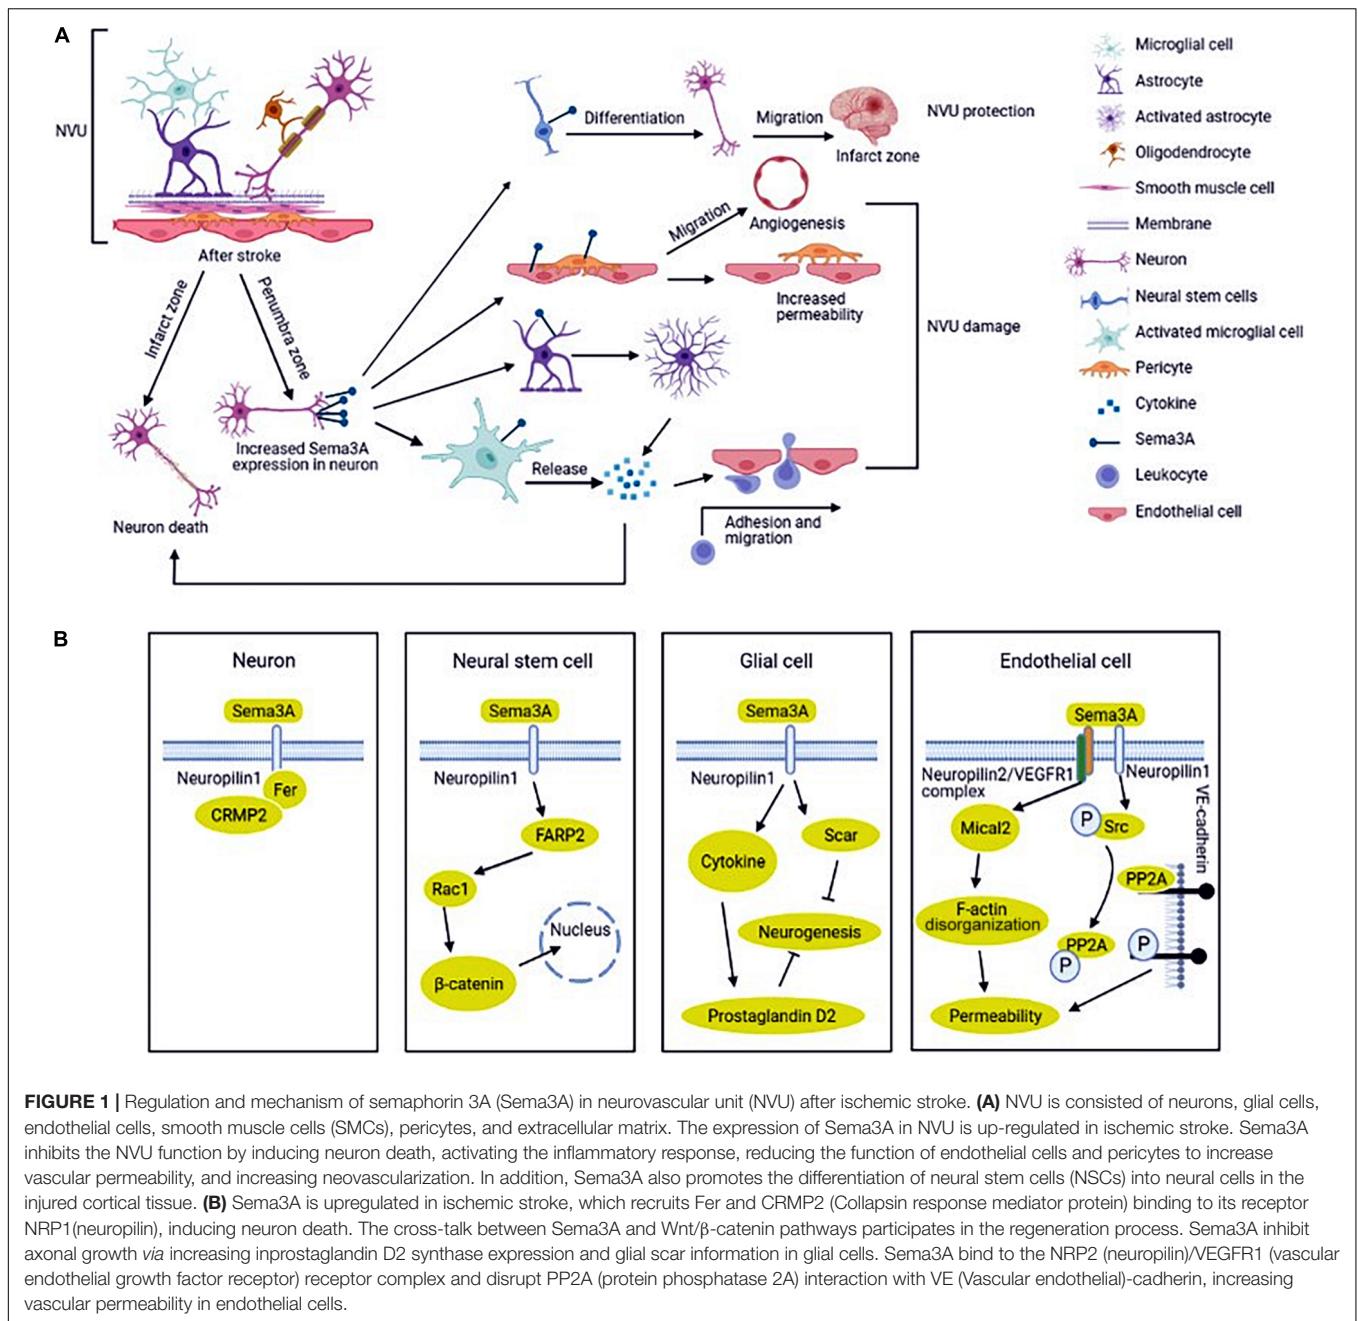 A
NVU
After stroke
Infarct zone
Penumbra zone
Neuron death
Increased Sema3A
expression in neuron
Differentiation
Migration
Infarct zone
NVU protection
Migration
Angiogenesis
Increased
permeability
NVU damage
Release
Adhesion and
migration
Microglial cell
Astrocyte
Activated astrocyte
Oligodendrocyte
Smooth muscle cell
Membrane
Neuron
Neural stem cells
Activated microglial cell
Pericyte
Cytokine
Sema3A
Leukocyte
Endothelial cell
B
Neuron
Sema3A
Neuropilin1
Fer
CRMP2
Neural stem cell
Sema3A
Neuropilin1
FARP2
Rac1
Nucleus
β-catenin
Glial cell
Sema3A
Neuropilin1
Scar
Cytokine
Neurogenesis
Prostaglandin D2
Endothelial cell
Sema3A
Neuropilin2/VEGFR1
complex
Neuropilin1
VE-cadherin
Mical2
P
Src
PP2A
F-actin
disorganization
PP2A
P
P
Permeability
FIGURE 1 | Regulation and mechanism of semaphorin 3A (Sema3A) in neurovascular unit (NVU) after ischemic stroke. (A) NVU is consisted of neurons, glial cells,
endothelial cells, smooth muscle cells (SMCs), pericytes, and extracellular matrix. The expression of Sema3A in NVU is up-regulated in ischemic stroke. Sema3A
inhibits the NVU function by inducing neuron death, activating the inflammatory response, reducing the function of endothelial cells and pericytes to increase
vascular permeability, and increasing neovascularization. In addition, Sema3A also promotes the differentiation of neural stem cells (NSCs) into neural cells in the
injured cortical tissue. (B) Sema3A is upregulated in ischemic stroke, which recruits Fer and CRMP2 (Collapsin response mediator protein) binding to its receptor
NRP1(neuropilin), inducing neuron death. The cross-talk between Sema3A and Wnt/β-catenin pathways participates in the regeneration process. Sema3A inhibit
axonal growth via increasing inprostaglandin D2 synthase expression and glial scar information in glial cells. Sema3A bind to the NRP2 (neuropilin)/VEGFR1 (vascular
endothelial growth factor receptor) receptor complex and disrupt PP2A (protein phosphatase 2A) interaction with VE (Vascular endothelial)-cadherin, increasing
vascular permeability in endothelial cells.